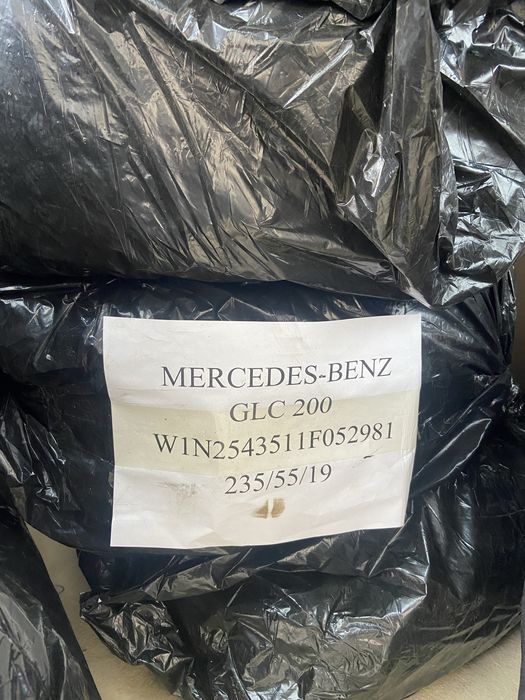 MERCEDES-BENZ
GLC 200
W1N2543511F052981
235/55/19